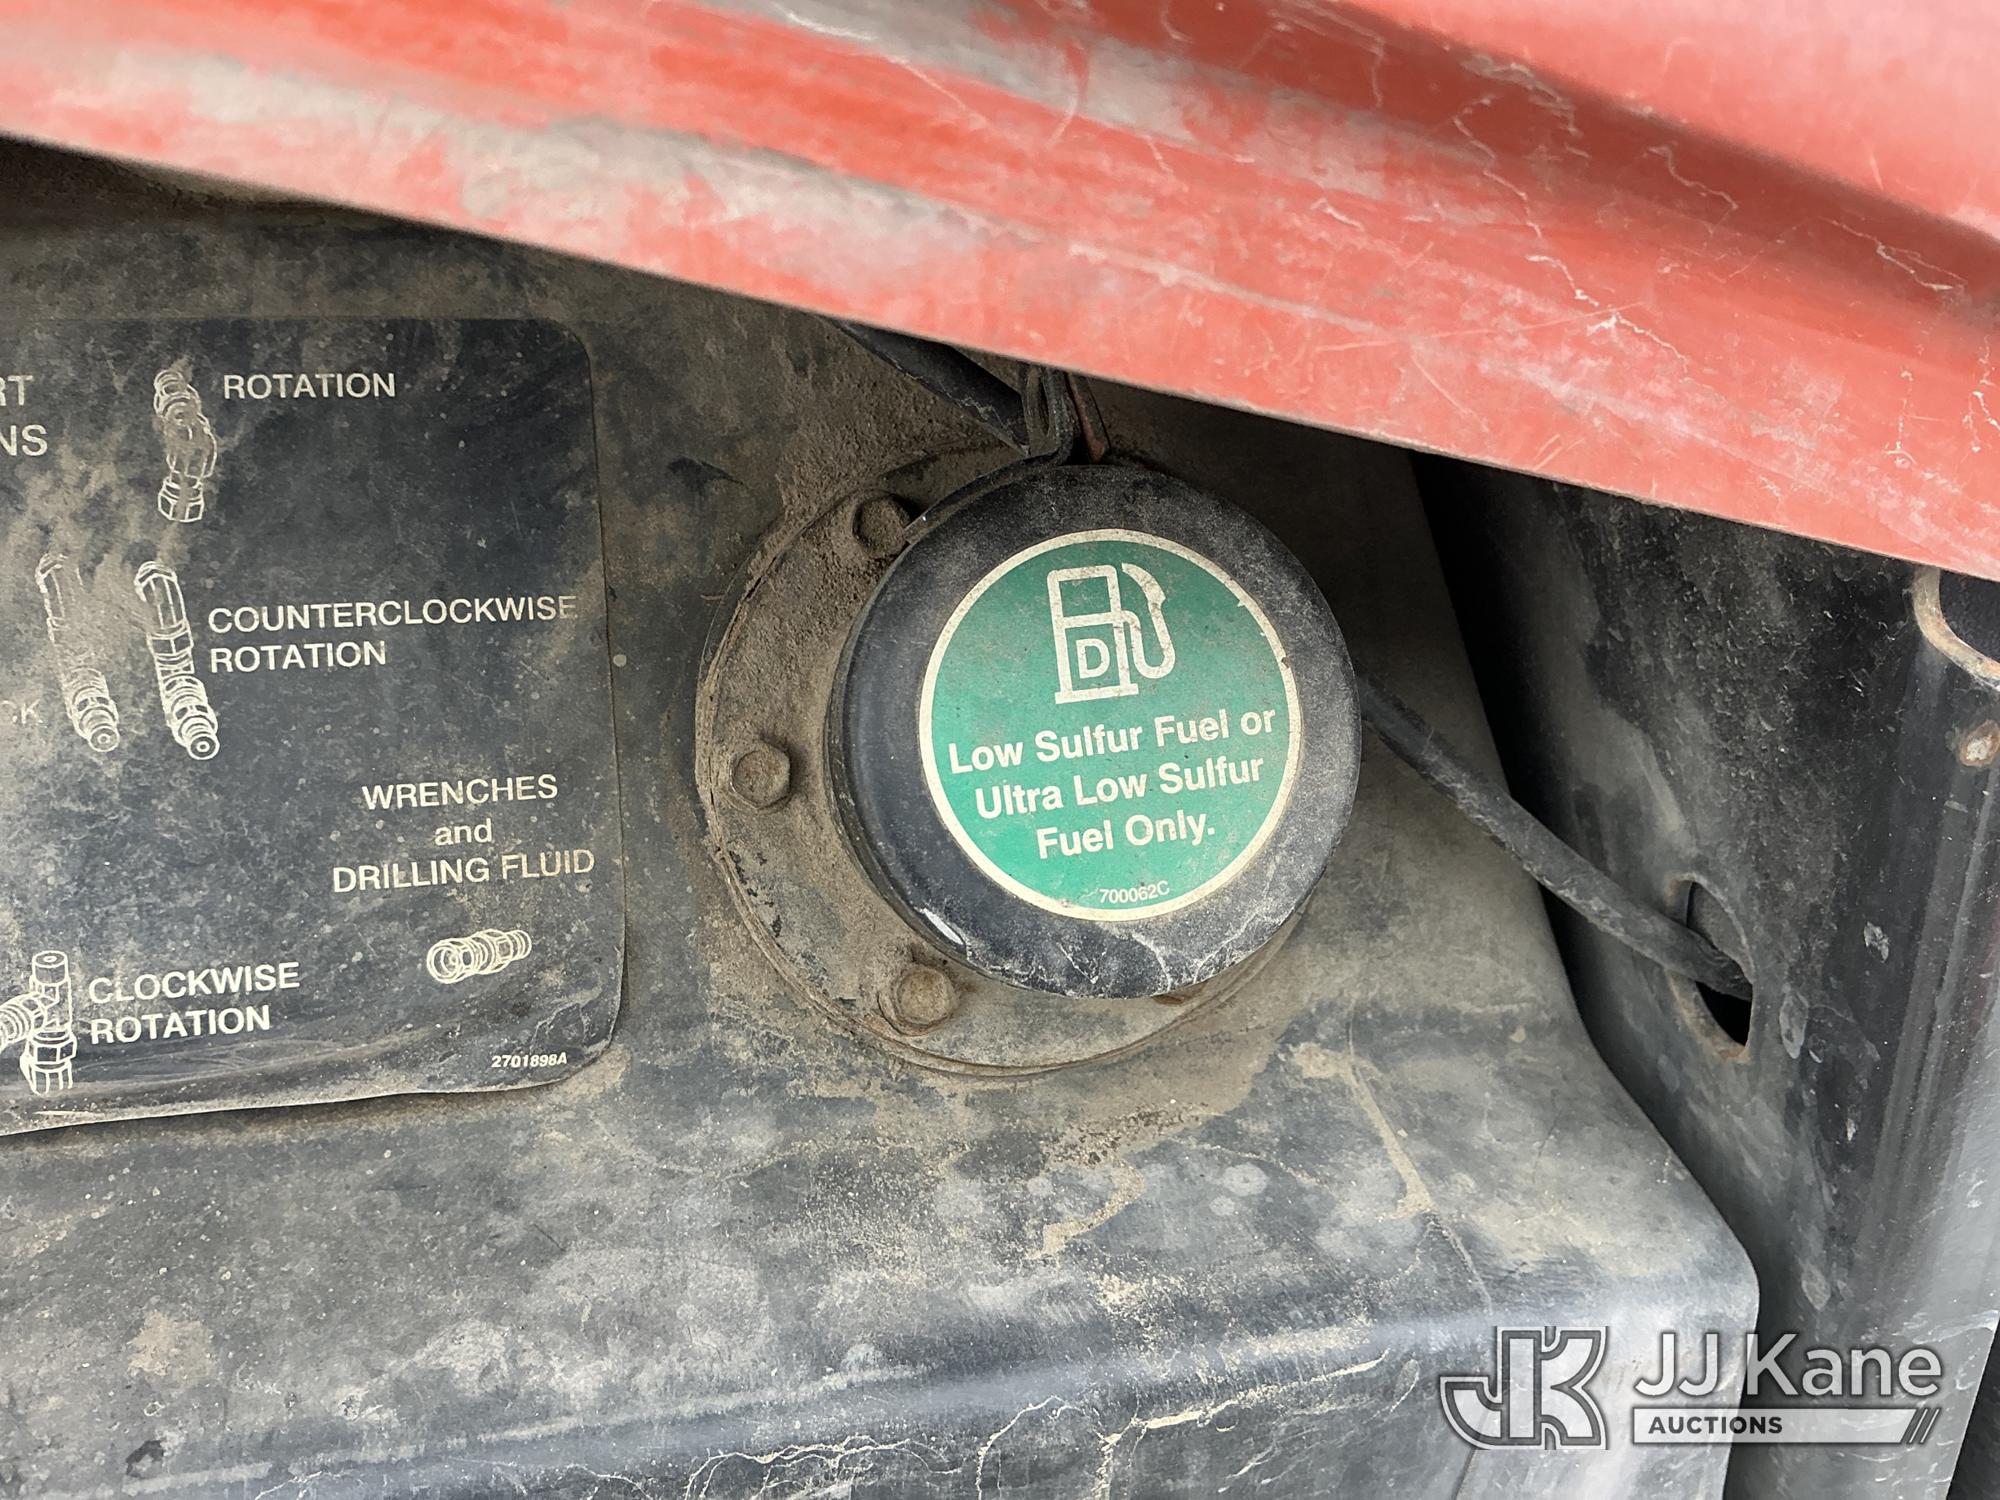 RT
NS
ROTATION
COUNTERCLOCKWISE
ROTATION
CK
WRENCHES
and
DRILLING FLUID
CLOCKWISE
ROTATION
2701898A
D
Low Sulfur Fuel or
Ultra Low Sulfur
Fuel Only.
700062C
JJ Kane
AUCTIONS